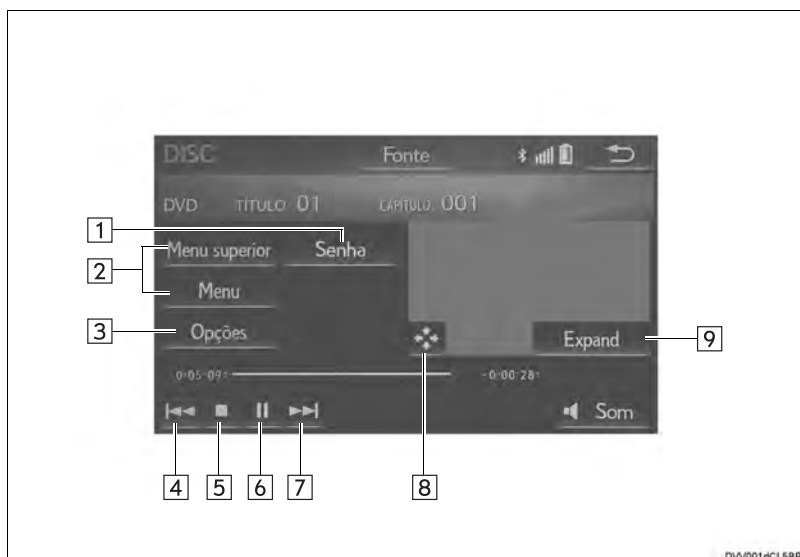 DISC Fonte
DVD TÍTULO 01 CAPÍTULO 001
1
Menu superior Senha
2
Menu
3 Opções
Expand 9
0:05:09 -0:00:28
Som
4 5 6 7 8